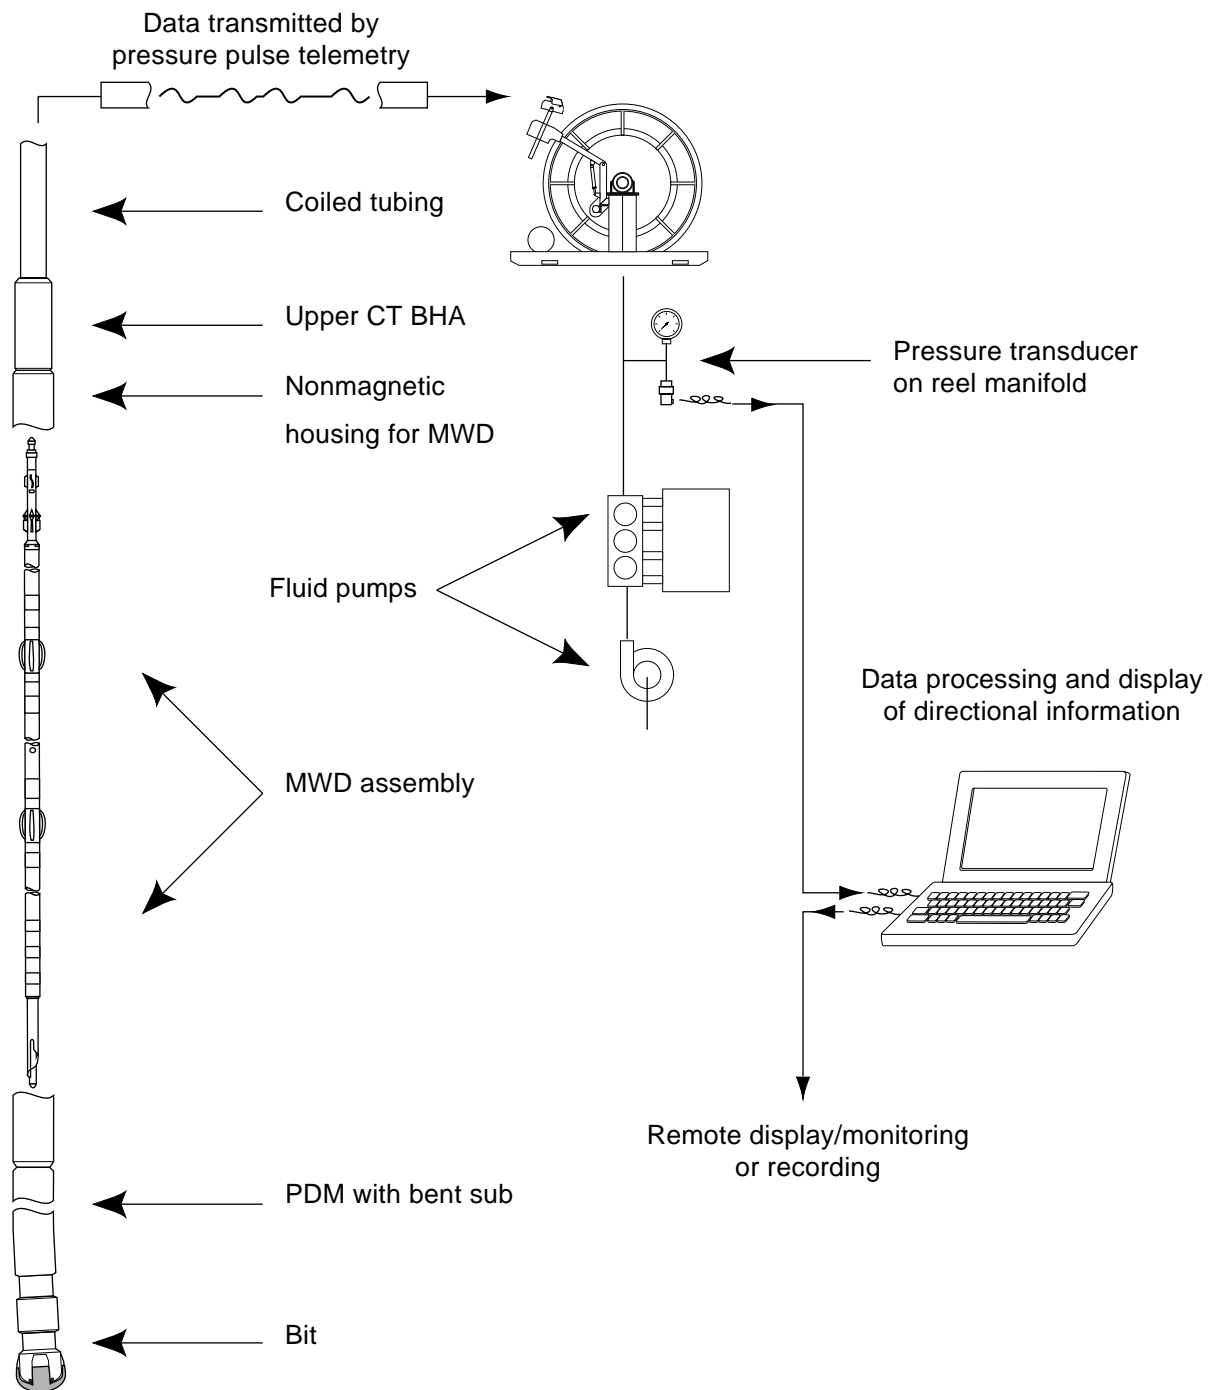 Data transmitted by
pressure pulse telemetry
Coiled tubing
Upper CT BHA
Nonmagnetic
housing for MWD
Pressure transducer
on reel manifold
Fluid pumps
Data processing and display
of directional information
MWD assembly
Remote display/monitoring
or recording
PDM with bent sub
Bit